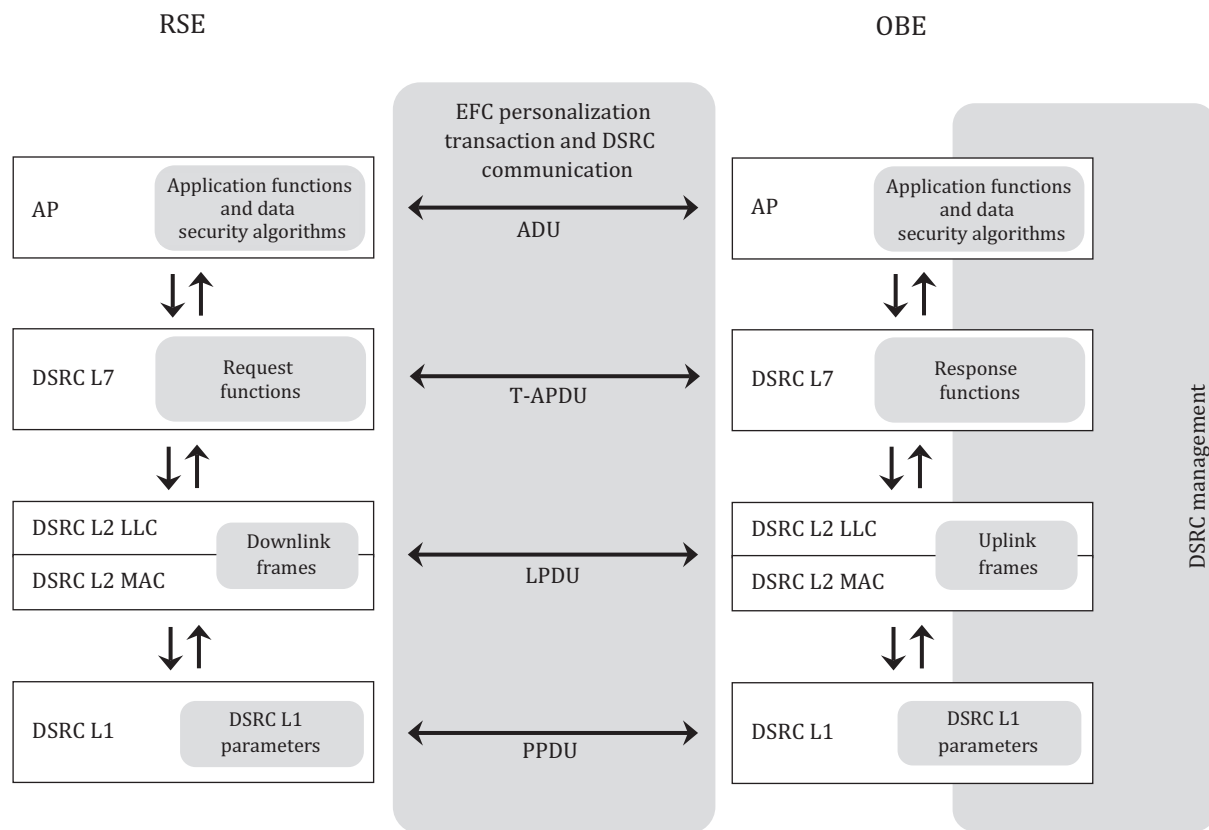 RSE
OBE
EFC personalization
transaction and DSRC
communication
AP
Application functions
and data
security algorithms
ADU
AP
Application functions
and data
security algorithms
DSRC L7
Request
functions
T-APDU
DSRC L7
Response
functions
DSRC L2 LLC
DSRC L2 MAC
Downlink
frames
LPDU
DSRC L2 LLC
DSRC L2 MAC
Uplink
frames
DSRC L1
DSRC L1
parameters
PPDU
DSRC L1
DSRC L1
parameters
DSRC management